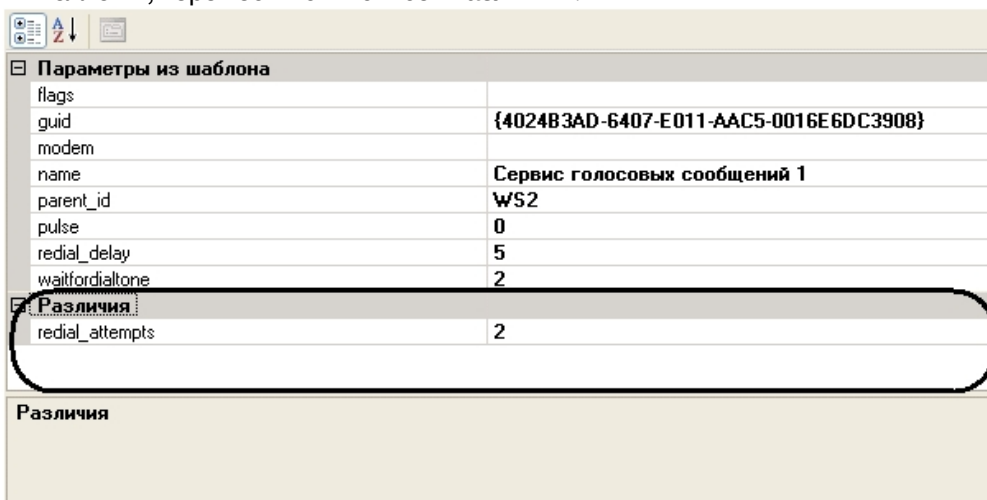 Параметры из шаблона
flags
guid {4024B3AD-6407-E011-AAC5-0016E6DC3908}
modem
name Сервис голосовых сообщений 1
parent_id WS2
pulse 0
redial_delay 5
waitfordialtone 2
Различия
redial_attempts 2
Различия